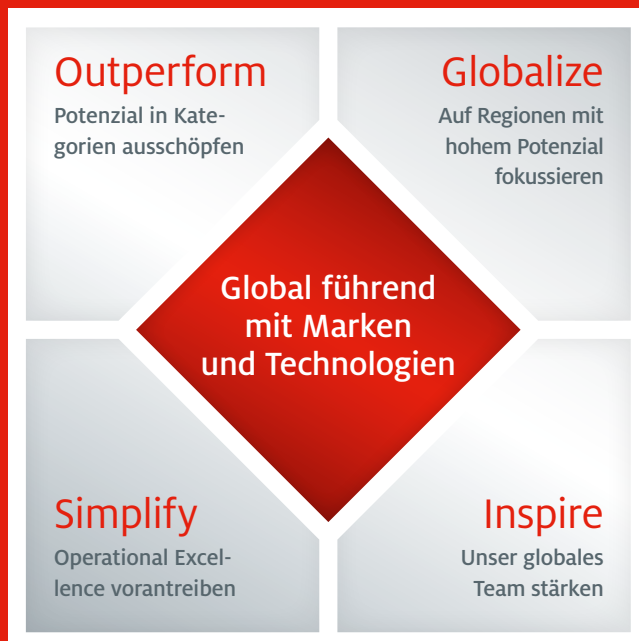 Outperform
Potenzial in Kate-
gorien ausschöpfen
Globalize
Auf Regionen mit
hohem Potenzial
fokussieren
Global führend
mit Marken
und Technologien
Simplify
Operational Excel-
lence vorantreiben
Inspire
Unser globales
Team stärken